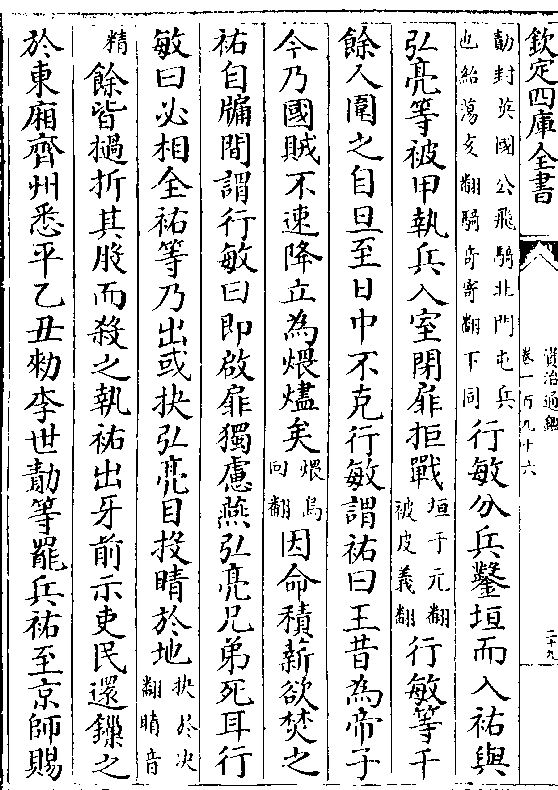 欽定四庫全書
資治通鑑
卷一百九十六
二十九
勣封英國公飛騎北門屯兵
也紹蕩亥翻騎奇寄翻下同
行敏分兵鑿垣而入祐與
弘亮等被甲執兵入室閉扉拒戰
垣于元翻
被皮義翻
行敏等千
餘人圍之自旦至日中不克行敏謂祐曰王昔為帝子
今乃國賊不速降立為煨燼矣
煨烏
回翻
因命積薪欲焚之
祐自牖間謂行敏曰即啟扉獨慮燕弘亮兄弟死耳行
敏曰必相全祐等乃出或抉弘亮目投睛於地
抉於決
翻睛音
精
餘皆撾折其股而殺之執祐出牙前示吏民還鏁之
於東廂齊州悉平乙丑勑李世勣等罷兵祐至京師賜